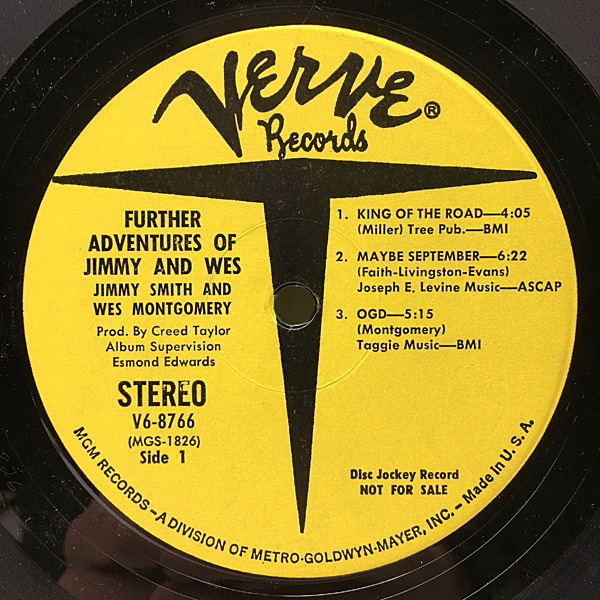 Verve®
Records
FURTHER
ADVENTURES OF
JIMMY AND WES
JIMMY SMITH AND
WES MONTGOMERY
Prod. By Creed Taylor
Album Supervision
Esmond Edwards
STEREO
V6-8766
(MGS-1826)
Side 1
1. KING OF THE ROAD—4:05
(Miller) Tree Pub.—BMI
2. MAYBE SEPTEMBER—6:22
(Faith-Livingston-Evans)
Joseph E. Levine Music—ASCAP
3. OGD—5:15
(Montgomery)
Taggie Music—BMI
Disc Jockey Record
NOT FOR SALE
MGM RECORDS – A DIVISION OF METRO-GOLDWYN-MAYER, INC. – Made in U. S. A.